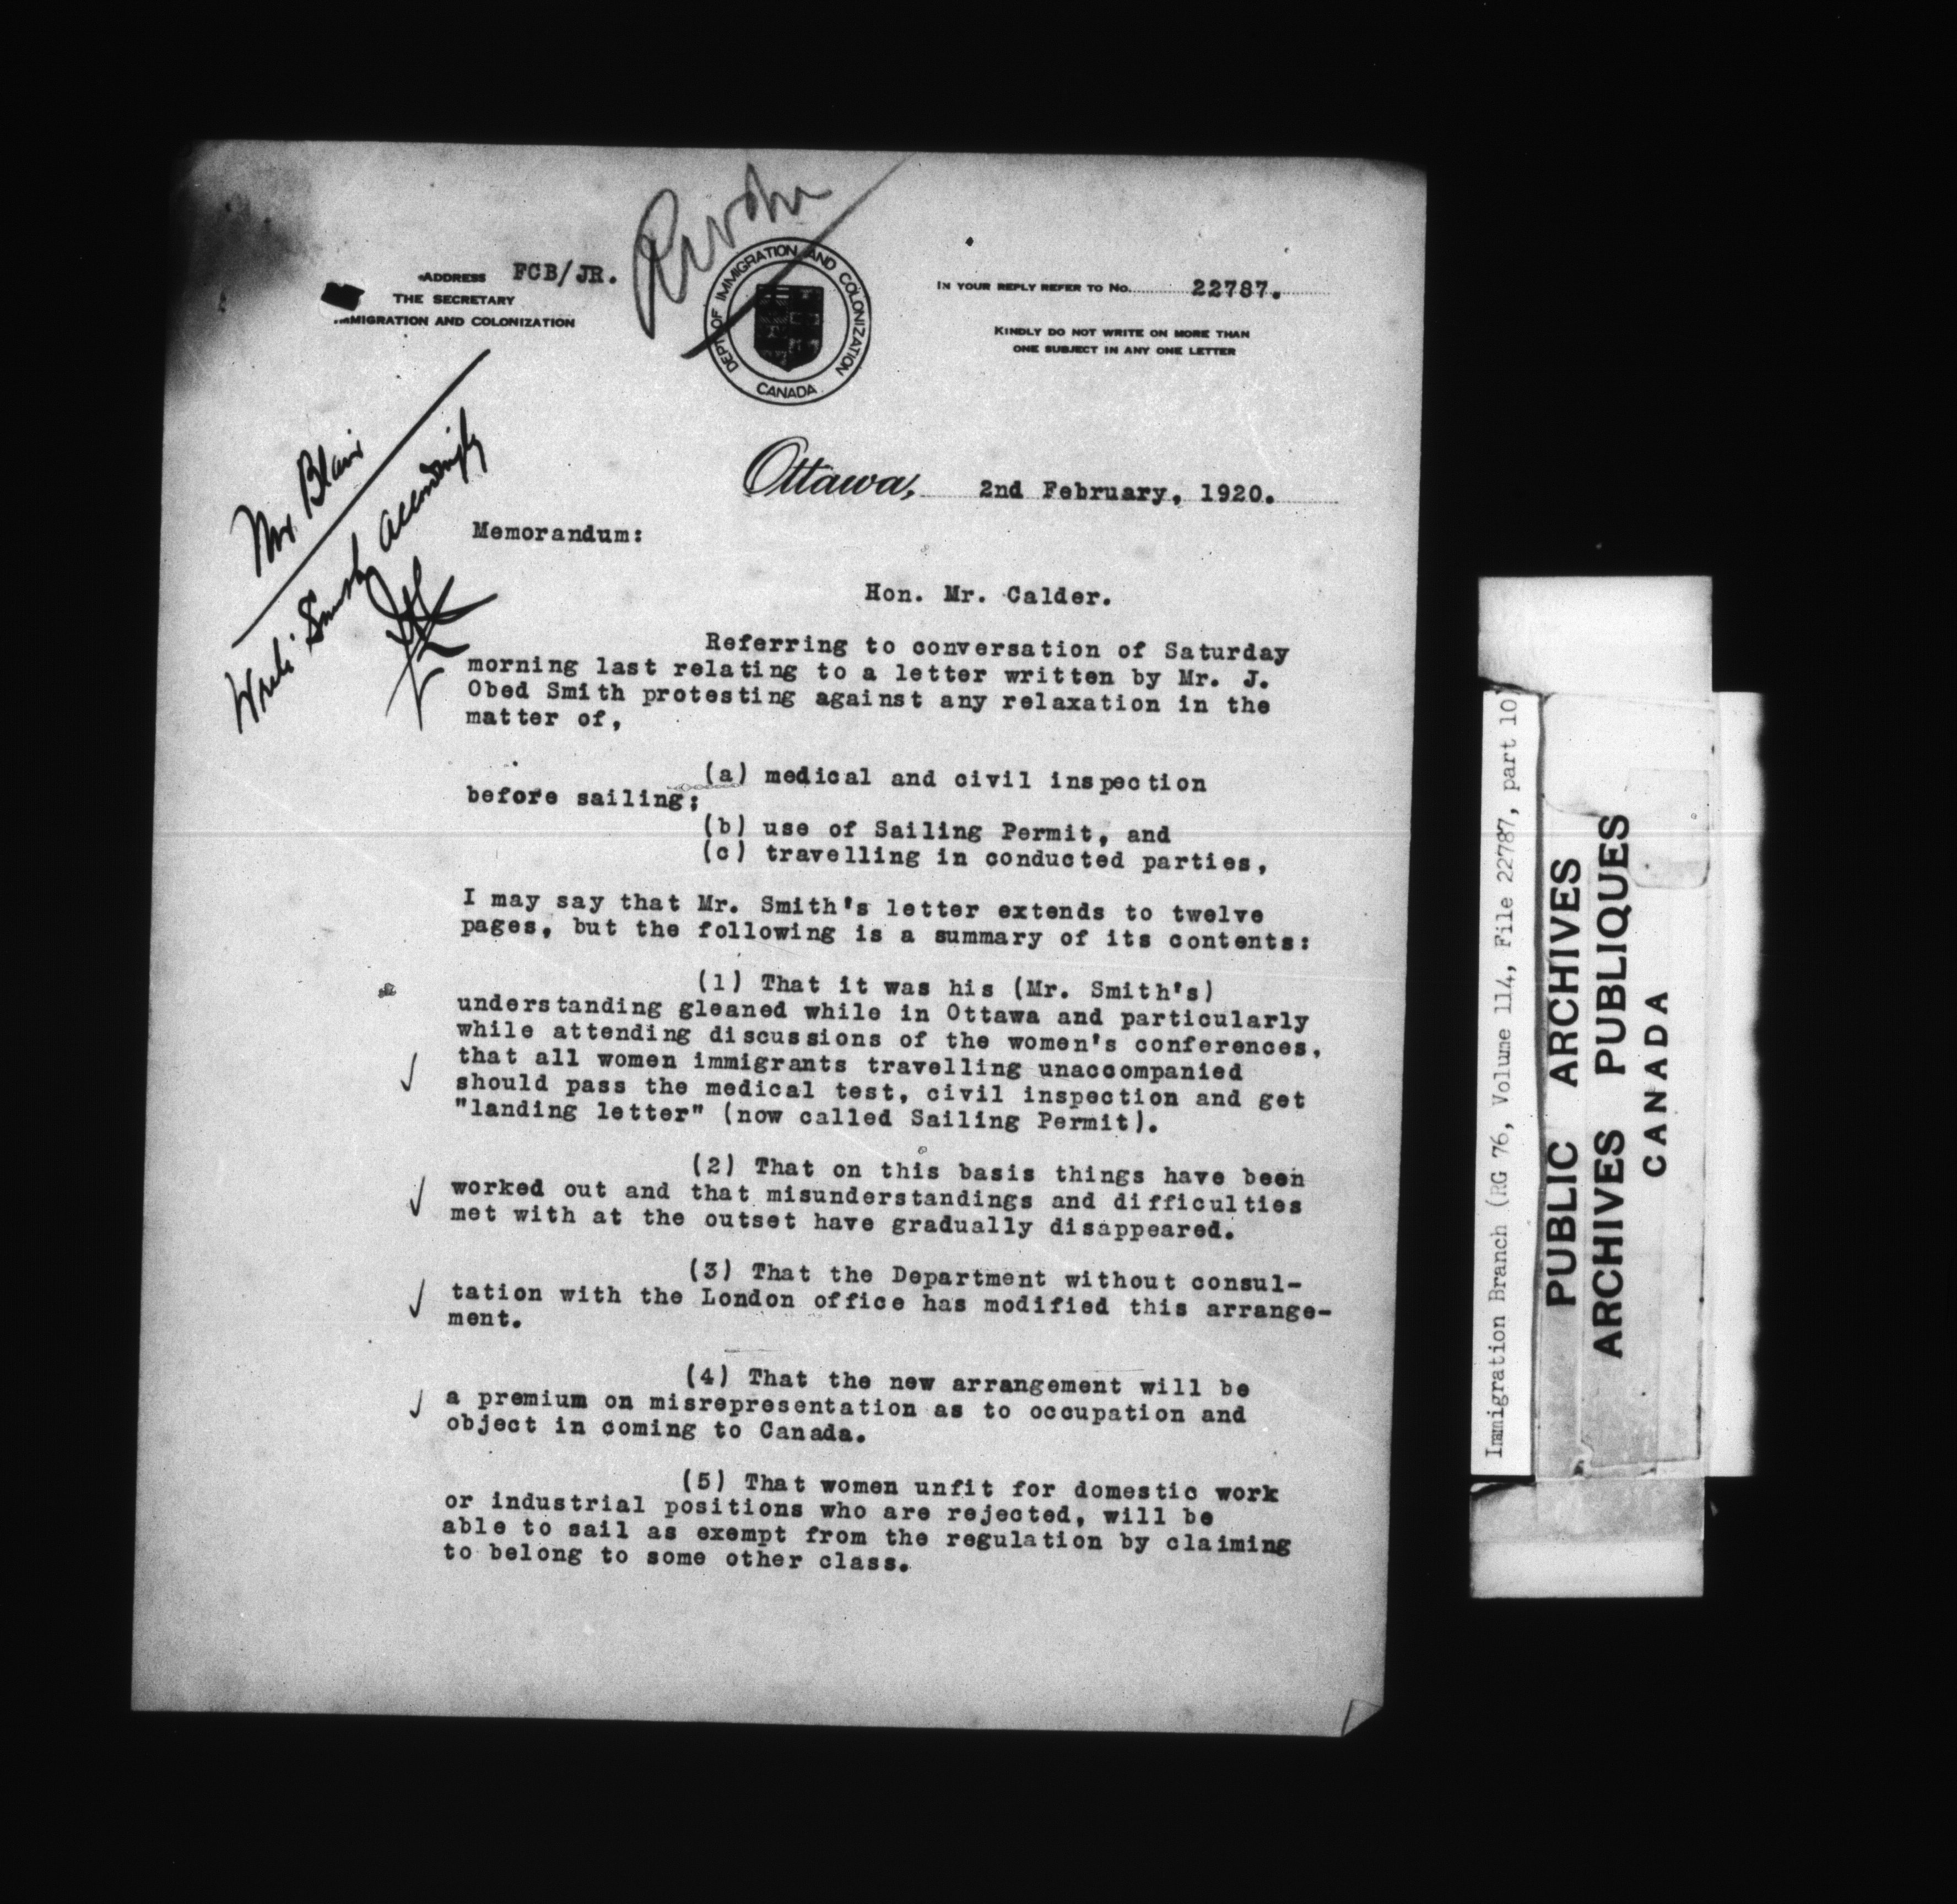 ADDRESS FCB/JR.
THE SECRETARY
IMMIGRATION AND COLONIZATION
DEPT. OF IMMIGRATION AND COLONIZATION
CANADA
IN YOUR REPLY REFER TO No. 22787.
KINDLY DO NOT WRITE ON MORE THAN
ONE SUBJECT IN ANY ONE LETTER
Mr. Blair
Write Smith accordingly
Ottawa, 2nd February, 1920.
Memorandum:
Hon. Mr. Calder.
Referring to conversation of Saturday
morning last relating to a letter written by Mr. J.
Obed Smith protesting against any relaxation in the
matter of,
(a) medical and civil inspection
before sailing;
(b) use of Sailing Permit, and
(c) travelling in conducted parties,
I may say that Mr. Smith's letter extends to twelve
pages, but the following is a summary of its contents:
(1) That it was his (Mr. Smith's)
understanding gleaned while in Ottawa and particularly
while attending discussions of the women's conferences,
that all women immigrants travelling unaccompanied
should pass the medical test, civil inspection and get
"landing letter" (now called Sailing Permit).
(2) That on this basis things have been
worked out and that misunderstandings and difficulties
met with at the outset have gradually disappeared.
(3) That the Department without consul-
tation with the London office has modified this arrange-
ment.
(4) That the new arrangement will be
a premium on misrepresentation as to occupation and
object in coming to Canada.
(5) That women unfit for domestic work
or industrial positions who are rejected, will be
able to sail as exempt from the regulation by claiming
to belong to some other class.
Immigration Branch (RG 76, Volume 114, File 22787, part 10)
PUBLIC ARCHIVES
ARCHIVES PUBLIQUES
CANADA